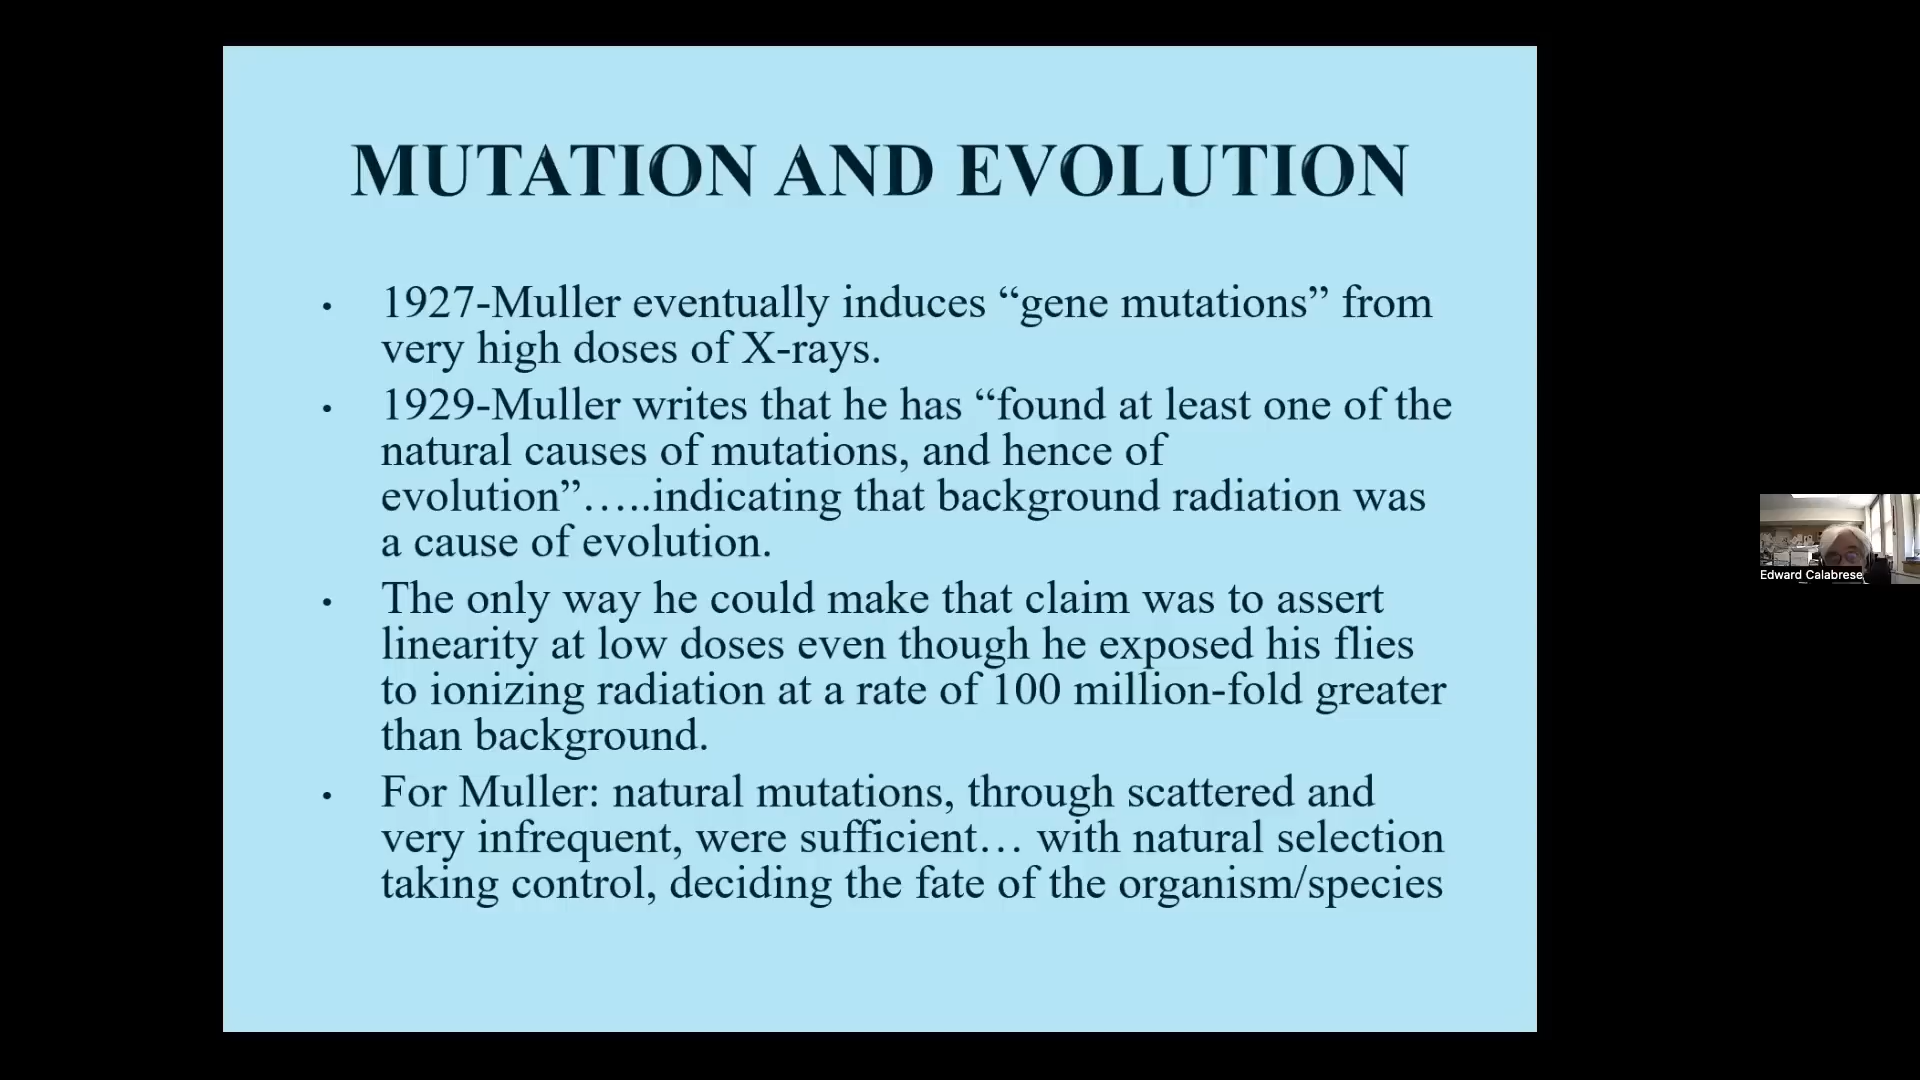 MUTATION AND EVOLUTION
• 1927-Muller eventually induces “gene mutations” from
very high doses of X-rays.
• 1929-Muller writes that he has “found at least one of the
natural causes of mutations, and hence of
evolution”…..indicating that background radiation was
a cause of evolution.
• The only way he could make that claim was to assert
linearity at low doses even though he exposed his flies
to ionizing radiation at a rate of 100 million-fold greater
than background.
• For Muller: natural mutations, through scattered and
very infrequent, were sufficient… with natural selection
taking control, deciding the fate of the organism/species
Edward Calabrese